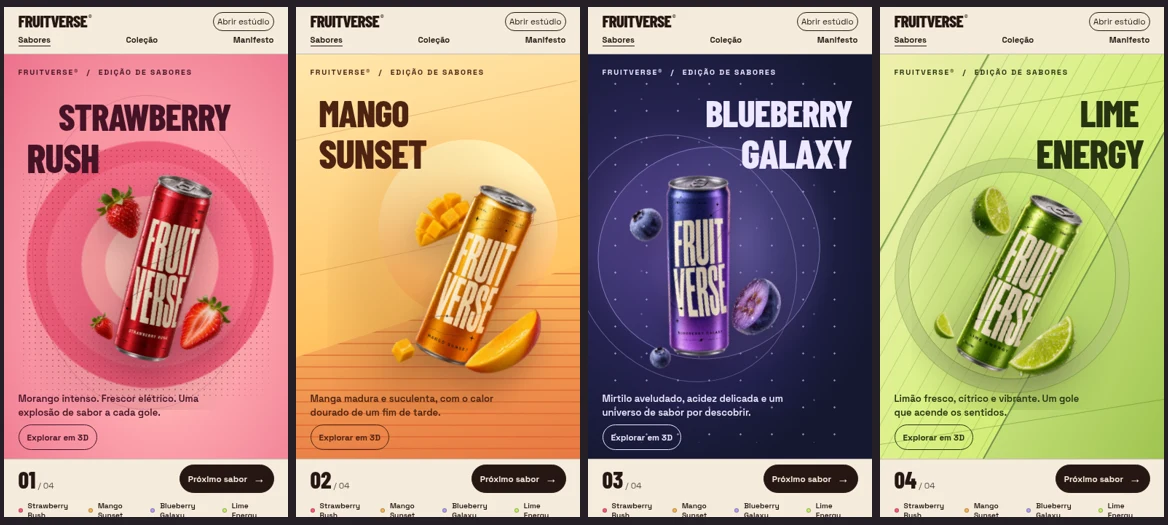 FRUITVERSE®
Abrir estúdio
Sabores Coleção Manifesto
FRUITVERSE® / EDIÇÃO DE SABORES
STRAWBERRY
RUSH
FRUIT
VERSE
STRAWBERRY RUSH
Morango intenso. Frescor elétrico. Uma
explosão de sabor a cada gole.
Explorar em 3D
01 / 04
Próximo sabor →
Strawberry Rush
Mango Sunset
Blueberry Galaxy
Lime Energy
FRUITVERSE®
Abrir estúdio
Sabores Coleção Manifesto
FRUITVERSE® / EDIÇÃO DE SABORES
MANGO
SUNSET
FRUIT
VERSE
MANGO SUNSET
Manga madura e suculenta, com o calor
dourado de um fim de tarde.
Explorar em 3D
02 / 04
Próximo sabor →
Strawberry Rush
Mango Sunset
Blueberry Galaxy
Lime Energy
FRUITVERSE®
Abrir estúdio
Sabores Coleção Manifesto
FRUITVERSE® / EDIÇÃO DE SABORES
BLUEBERRY
GALAXY
FRUIT
VERSE
BLUEBERRY GALAXY
Mirtilo aveludado, acidez delicada e um
universo de sabor por descobrir.
Explorar em 3D
03 / 04
Próximo sabor →
Strawberry Rush
Mango Sunset
Blueberry Galaxy
Lime Energy
FRUITVERSE®
Abrir estúdio
Sabores Coleção Manifesto
FRUITVERSE® / EDIÇÃO DE SABORES
LIME
ENERGY
FRUIT
VERSE
LIME ENERGY
Limão fresco, cítrico e vibrante. Um gole
que acende os sentidos.
Explorar em 3D
04 / 04
Próximo sabor →
Strawberry Rush
Mango Sunset
Blueberry Galaxy
Lime Energy